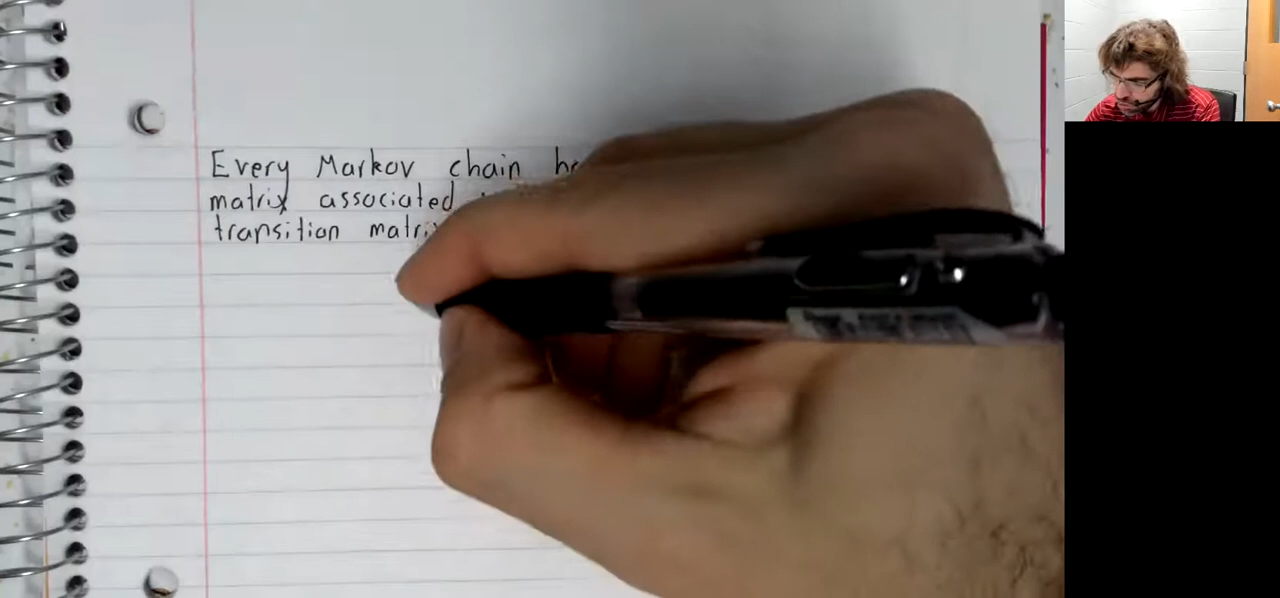 Every Markov chain
matrix associated
transition